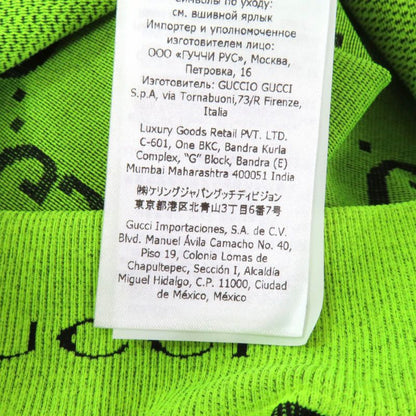 Символы по уходу:
см. вшивной ярлык
Импортер и уполномоченное
изготовителем лицо:
ООО «ГУЧЧИ РУС», Москва,
Петровка, 16
Изготовитель: GUCCIO GUCCI
S.p.A, via Tornabuoni,73/R Firenze,
Italia
Luxury Goods Retail PVT. LTD.
C-601, One BKC, Bandra Kurla
Complex, "G" Block, Bandra (E)
Mumbai Maharashtra 400051 India
㈱ケリングジャパングッチディビジョン
東京都港区北青山3丁目6番7号
Gucci Importaciones, S.A. de C.V.
Blvd. Manuel Ávila Camacho No. 40,
Piso 19, Colonia Lomas de
Chapultepec, Sección I, Alcaldía
Miguel Hidalgo, C.P. 11000, Ciudad
de México, México
GUCCI